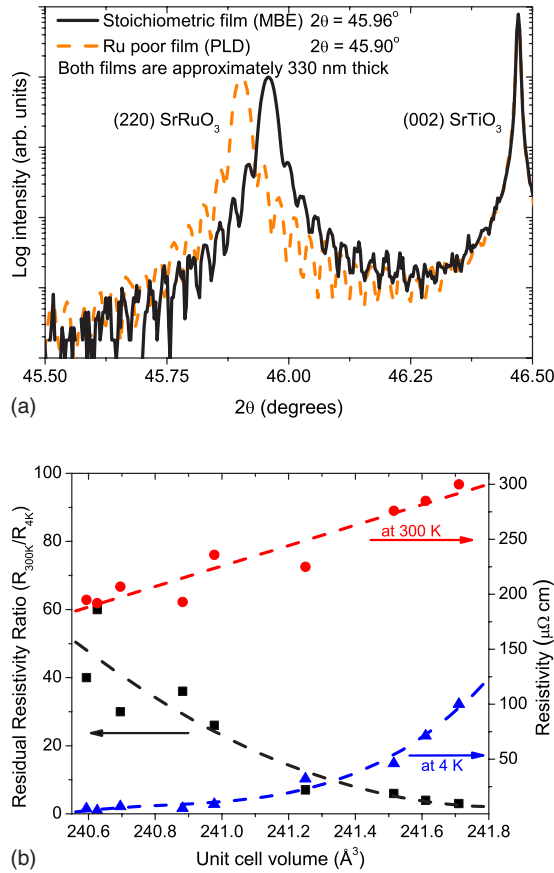 Stoichiometric film (MBE) 2θ = 45.96°
Ru poor film (PLD) 2θ = 45.90°
Both films are approximately 330 nm thick
(220) SrRuO3
(002) SrTiO3
Log intensity (arb. units)
45.50 45.75 46.00 46.25 46.50
2θ (degrees)
(a)
100
80
60
40
20
0
Residual Resistivity Ratio (R300K/R4K)
at 300 K
at 4 K
300
250
200
150
100
50
0
Resistivity (μΩ cm)
240.6 240.8 241.0 241.2 241.4 241.6 241.8
Unit cell volume (Å3)
(b)